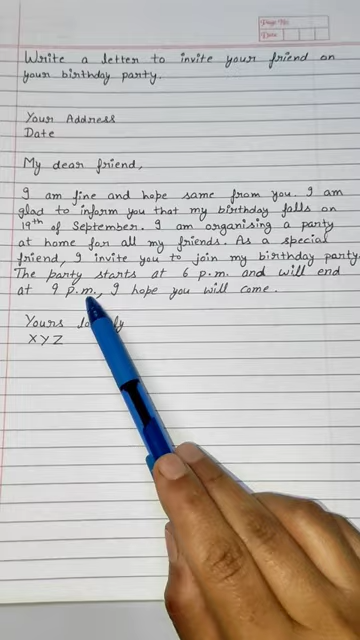 Page No.
Date
Write a letter to invite your friend on
your birthday party.
Your Address
Date
My dear friend,
I am fine and hope same from you. I am
glad to inform you that my birthday falls on
19th of September. I am organising a party
at home for all my friends. As a special
friend, I invite you to join my birthday party.
The party starts at 6 p.m. and will end
at 9 p.m., I hope you will come.
Yours
XYZ